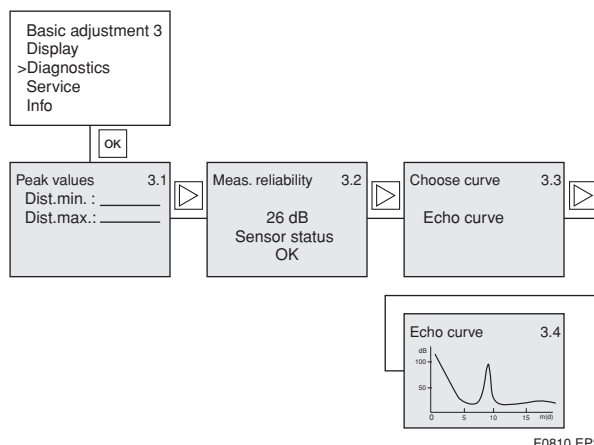 Basic adjustment 3
Display
>Diagnostics
Service
Info
OK
Peak values 3.1
Dist.min. :
Dist.max.:
Meas. reliability 3.2
26 dB
Sensor status
OK
Choose curve 3.3
Echo curve
Echo curve 3.4
dB
100
50
0 5 10 15 m(d)